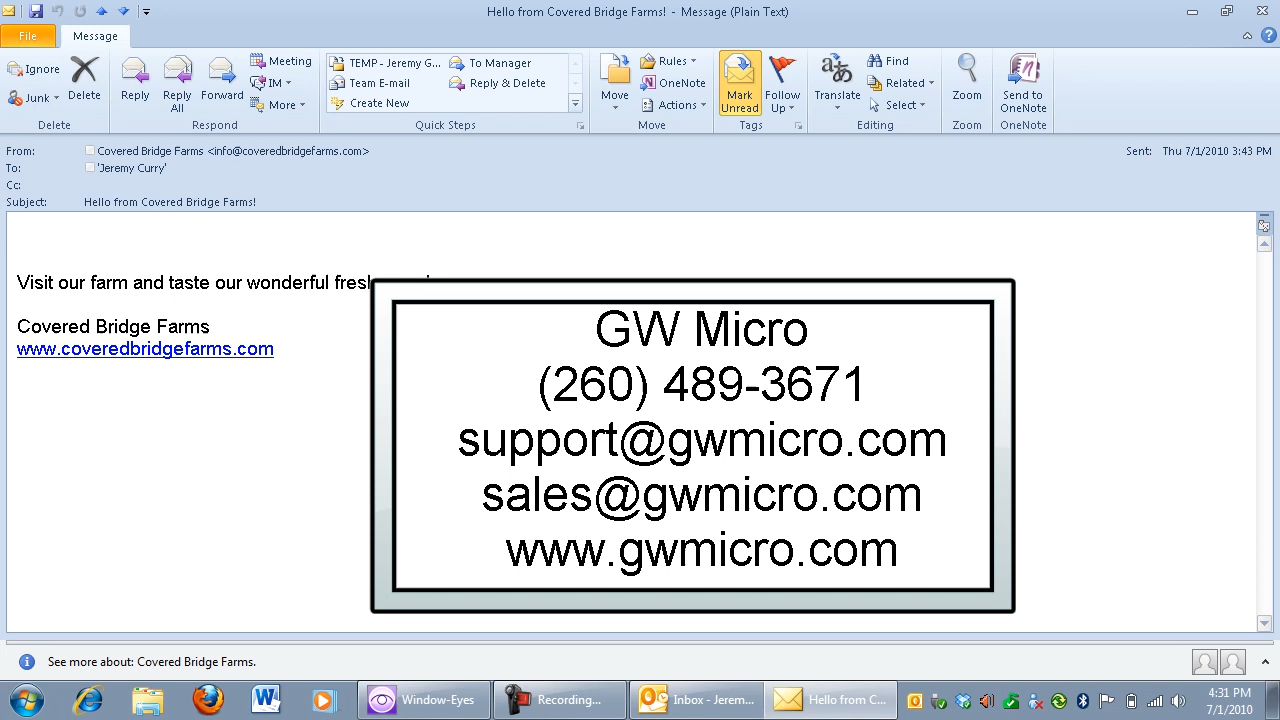 Hello from Covered Bridge Farms! - Message (Plain Text)
File
Message
Ignore
Junk
Delete
Delete
Reply
Reply All
Forward
Meeting
IM
More
Respond
TEMP - Jeremy G...
Team E-mail
Create New
To Manager
Reply & Delete
Quick Steps
Move
Rules
OneNote
Actions
Move
Mark Unread
Follow Up
Tags
Translate
Find
Related
Select
Editing
Zoom
Zoom
Send to OneNote
OneNote
From: Covered Bridge Farms <info@coveredbridgefarms.com>
Sent: Thu 7/1/2010 3:43 PM
To: 'Jeremy Curry'
Cc:
Subject: Hello from Covered Bridge Farms!
Visit our farm and taste our wonderful
Covered Bridge Farms
www.coveredbridgefarms.com
GW Micro
(260) 489-3671
support@gwmicro.com
sales@gwmicro.com
www.gwmicro.com
See more about: Covered Bridge Farms.
Window-Eyes
Recording...
Inbox - Jerem...
Hello from C...
4:31 PM
7/1/2010